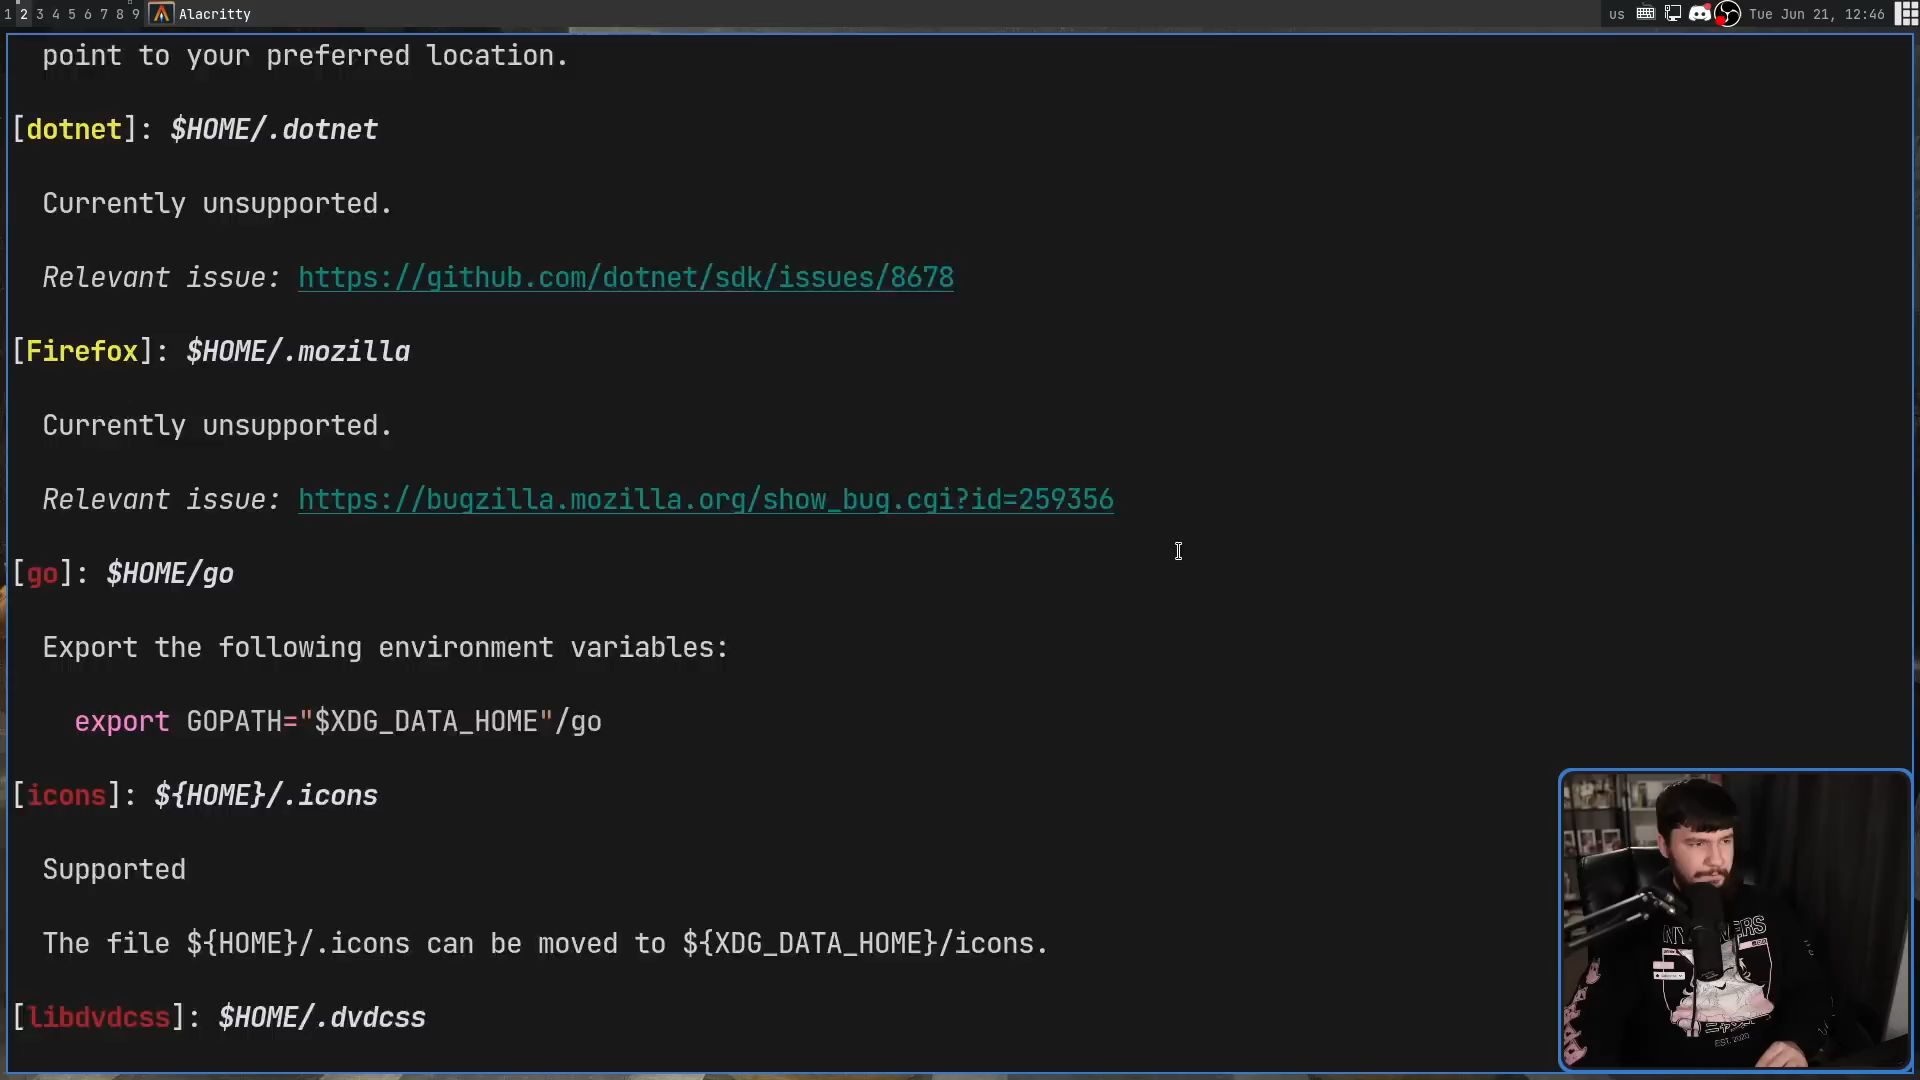 1 2 3 4 5 6 7 8 9 Alacritty us Tue Jun 21, 12:46
point to your preferred location.
[dotnet]: $HOME/.dotnet
Currently unsupported.
Relevant issue: https://github.com/dotnet/sdk/issues/8678
[Firefox]: $HOME/.mozilla
Currently unsupported.
Relevant issue: https://bugzilla.mozilla.org/show_bug.cgi?id=259356
[go]: $HOME/go
Export the following environment variables:
export GOPATH="$XDG_DATA_HOME"/go
[icons]: ${HOME}/.icons
Supported
The file ${HOME}/.icons can be moved to ${XDG_DATA_HOME}/icons.
[libdvdcss]: $HOME/.dvdcss
EST. 2020